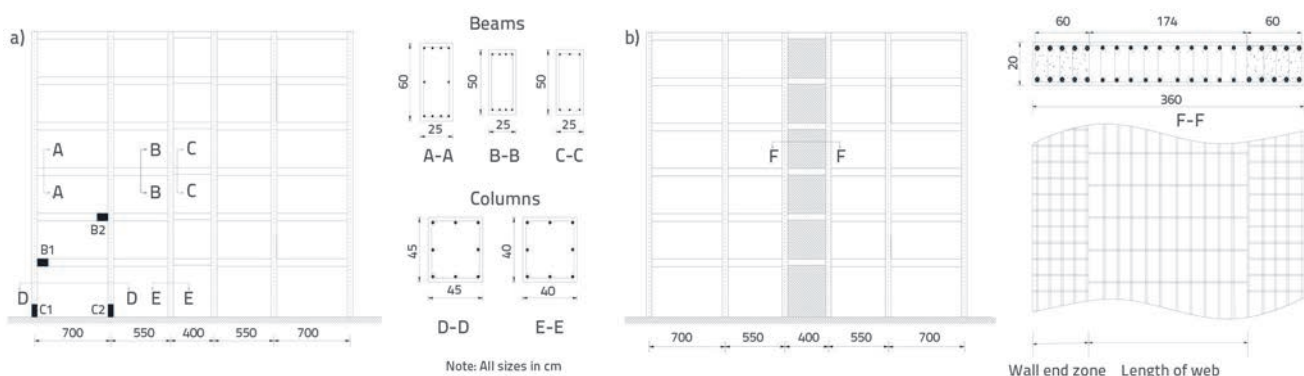 a)
Beams
60
25
A-A
50
25
B-B
50
25
C-C
A
B
C
A
B
C
B2
B1
D
D
E
E
C1
C2
700
550
400
550
700
Columns
45
45
D-D
40
40
E-E
Note: All sizes in cm
b)
F
F
700
550
400
550
700
60
174
60
20
360
F-F
Wall end zone
Length of web